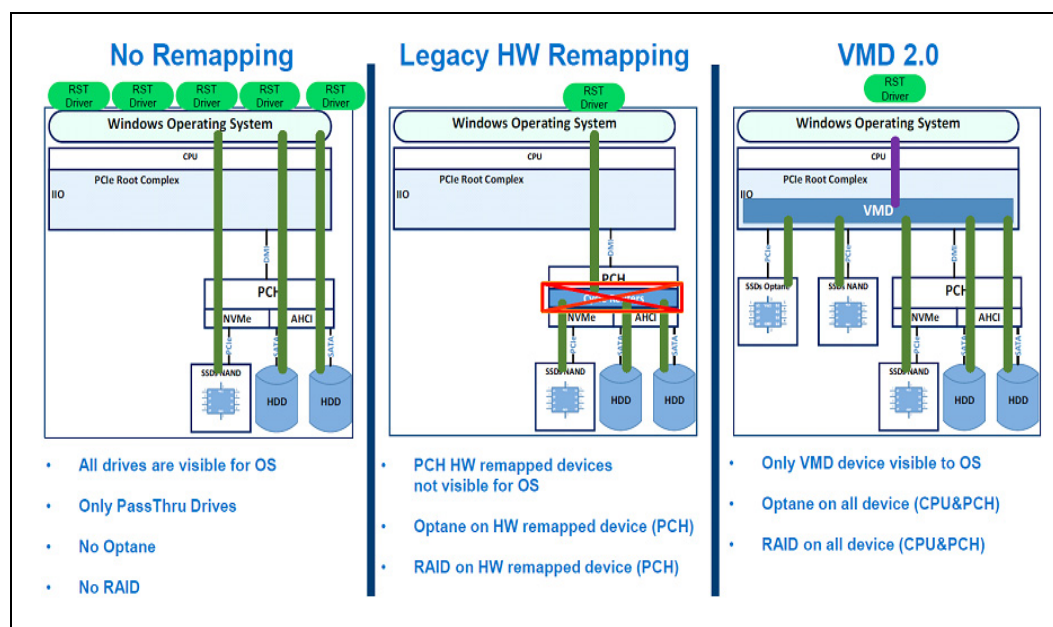 No Remapping
RST Driver
RST Driver
RST Driver
RST Driver
RST Driver
Windows Operating System
CPU
PCIe Root Complex
IIO
DMI
PCH
NVMe
AHCI
PCIe
SATA
SATA
SSDs NAND
HDD
HDD
• All drives are visible for OS
• Only PassThru Drives
• No Optane
• No RAID
Legacy HW Remapping
RST Driver
Windows Operating System
CPU
PCIe Root Complex
IIO
DMI
PCH
NVMe
AHCI
PCIe
SATA
SATA
SSDs NAND
HDD
HDD
• PCH HW remapped devices
not visible for OS
• Optane on HW remapped device (PCH)
• RAID on HW remapped device (PCH)
VMD 2.0
RST Driver
Windows Operating System
CPU
PCIe Root Complex
IIO
VMD
PCIe
PCIe
DMI
SSDs Optane
SSDs NAND
PCH
NVMe
AHCI
PCIe
SATA
SATA
SSDs NAND
HDD
HDD
• Only VMD device visible to OS
• Optane on all device (CPU&PCH)
• RAID on all device (CPU&PCH)